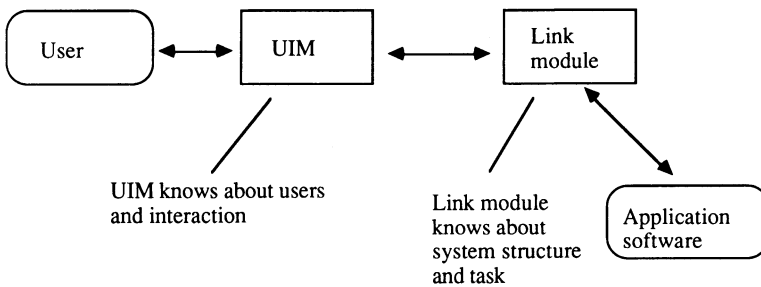 User
UIM
Link
module
UIM knows about users
and interaction
Link module
knows about
system structure
and task
Application
software